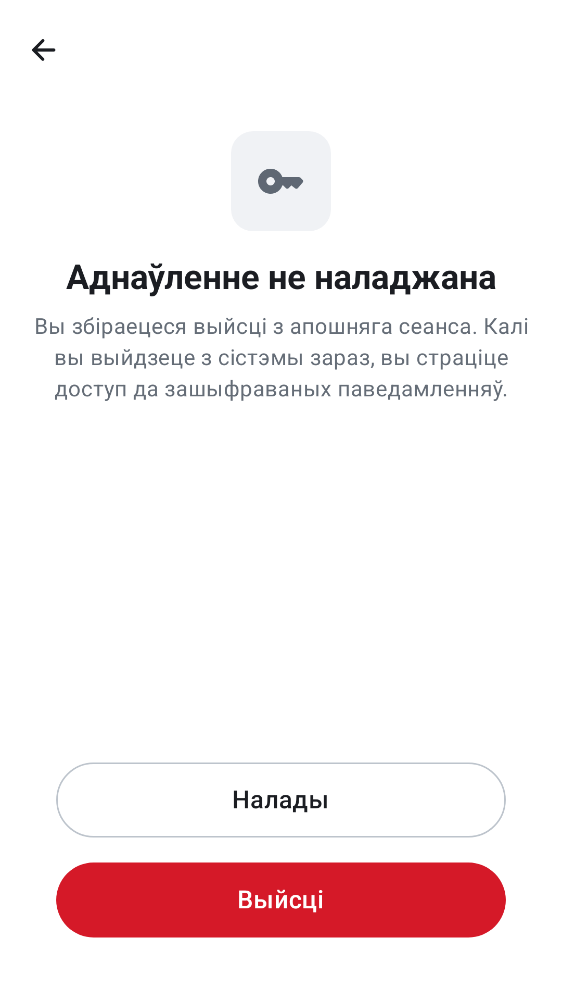 Аднаўленне не наладжана
Вы збіраецеся выйсці з апошняга сеанса. Калі
вы выйдзеце з сістэмы зараз, вы страціце
доступ да зашыфраваных паведамленняў.
Налады
Выйсці